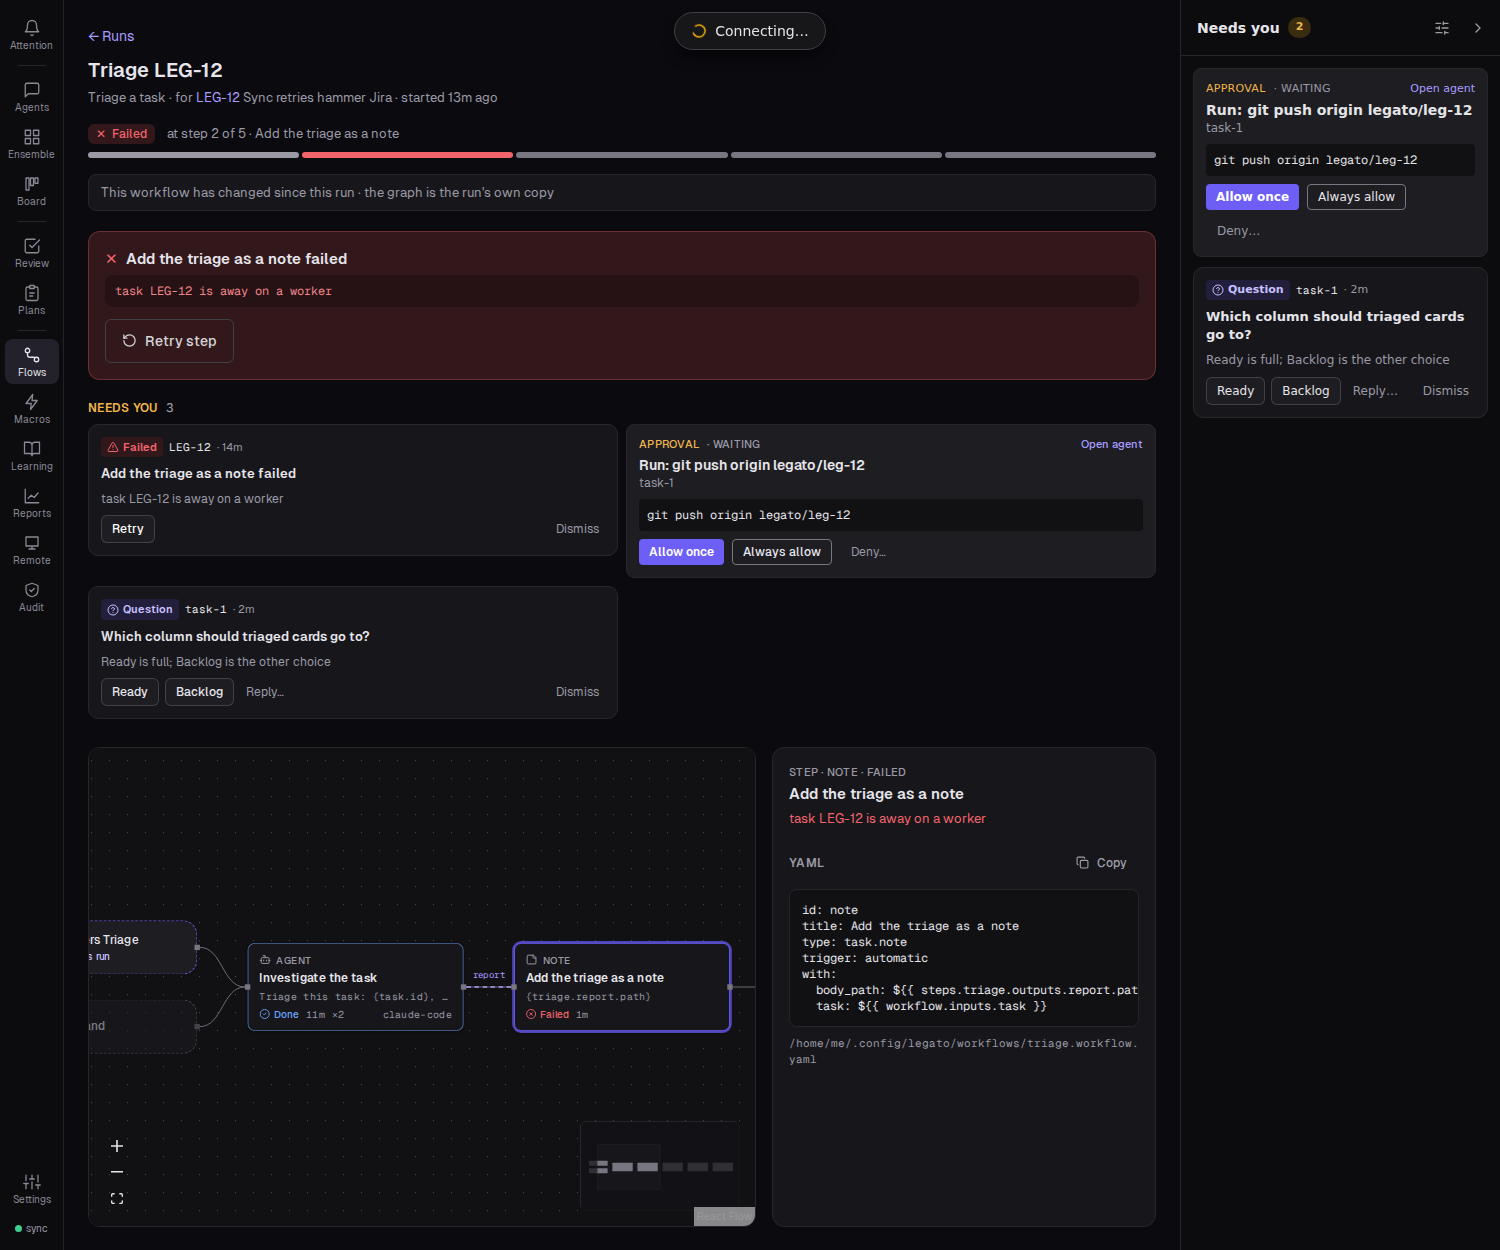 Attention
Agents
Ensemble
Board
Review
Plans
Flows
Macros
Learning
Reports
Remote
Audit
Settings
sync
Connecting…
← Runs
Triage LEG-12
Triage a task · for LEG-12 Sync retries hammer Jira · started 13m ago
Failed at step 2 of 5 · Add the triage as a note
This workflow has changed since this run · the graph is the run's own copy
Add the triage as a note failed
task LEG-12 is away on a worker
Retry step
NEEDS YOU 3
Failed LEG-12 · 14m
Add the triage as a note failed
task LEG-12 is away on a worker
Retry Dismiss
APPROVAL · WAITING Open agent
Run: git push origin legato/leg-12
task-1
git push origin legato/leg-12
Allow once Always allow Deny…
Question task-1 · 2m
Which column should triaged cards go to?
Ready is full; Backlog is the other choice
Ready Backlog Reply… Dismiss
rs Triage
s run
and
AGENT
Investigate the task
Triage this task: {task.id}, …
Done 11m ×2 claude-code
report
NOTE
Add the triage as a note
{triage.report.path}
Failed 1m
React Flow
STEP · NOTE · FAILED
Add the triage as a note
task LEG-12 is away on a worker
YAML Copy
id: note
title: Add the triage as a note
type: task.note
trigger: automatic
with:
body_path: ${{ steps.triage.outputs.report.pat
task: ${{ workflow.inputs.task }}
/home/me/.config/legato/workflows/triage.workflow.
yaml
Needs you 2
APPROVAL · WAITING Open agent
Run: git push origin legato/leg-12
task-1
git push origin legato/leg-12
Allow once Always allow
Deny…
Question task-1 · 2m
Which column should triaged cards
go to?
Ready is full; Backlog is the other choice
Ready Backlog Reply… Dismiss